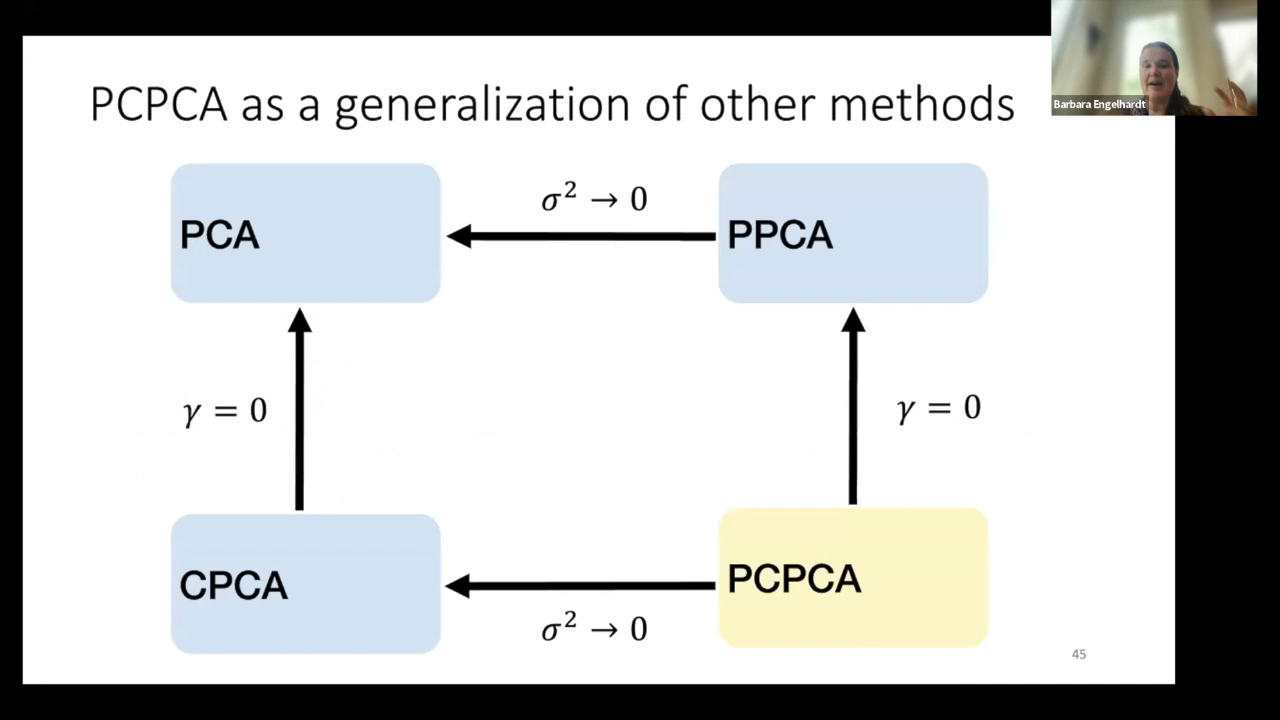 PCPCA as a generalization of other methods
Barbara Engelhardt
PCA
σ² → 0
PPCA
γ = 0
γ = 0
CPCA
σ² → 0
PCPCA
45